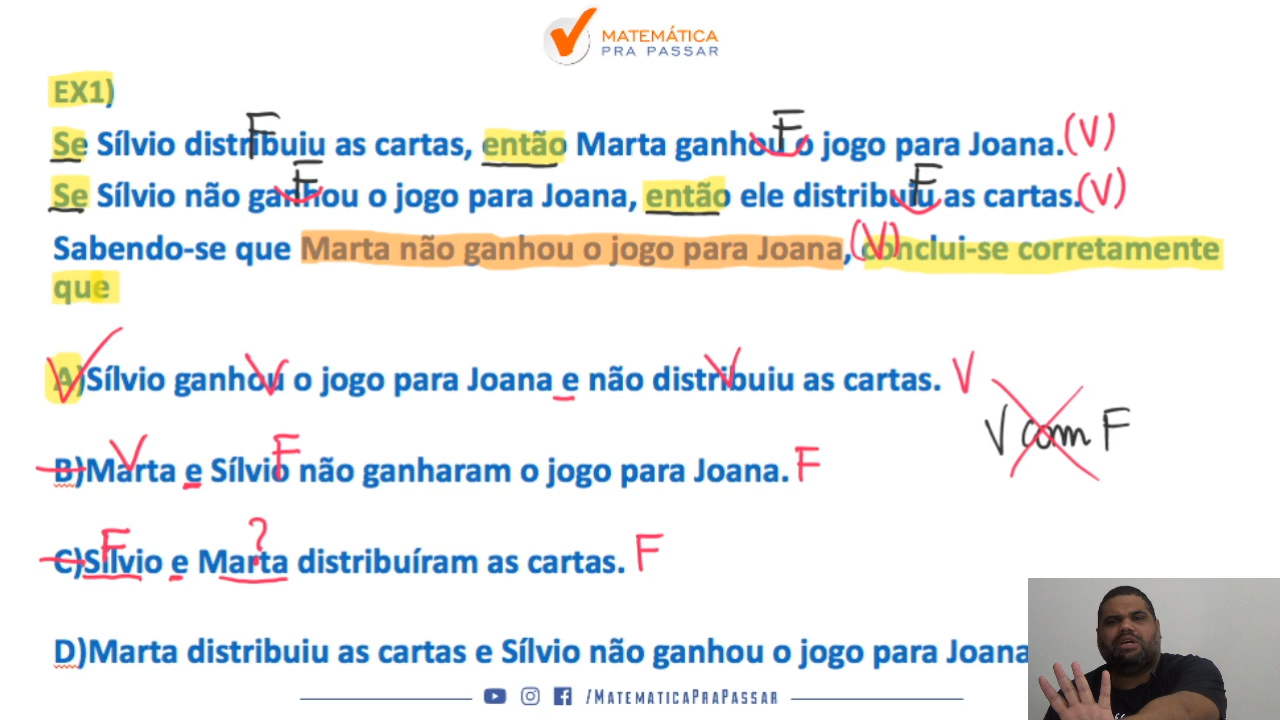 MATEMÁTICA
PRA PASSAR
EX1)
F F
Se Sílvio distribuiu as cartas, então Marta ganhou o jogo para Joana. (V)
F F
Se Sílvio não ganhou o jogo para Joana, então ele distribuiu as cartas. (V)
Sabendo-se que Marta não ganhou o jogo para Joana, (V) conclui-se corretamente
que
V V
A)Sílvio ganhou o jogo para Joana e não distribuiu as cartas. V
V com F
V F
B)Marta e Sílvio não ganharam o jogo para Joana. F
F ?
C)Sílvio e Marta distribuíram as cartas. F
D)Marta distribuiu as cartas e Sílvio não ganhou o jogo para Joana
/MATEMATICAPRAPASSAR